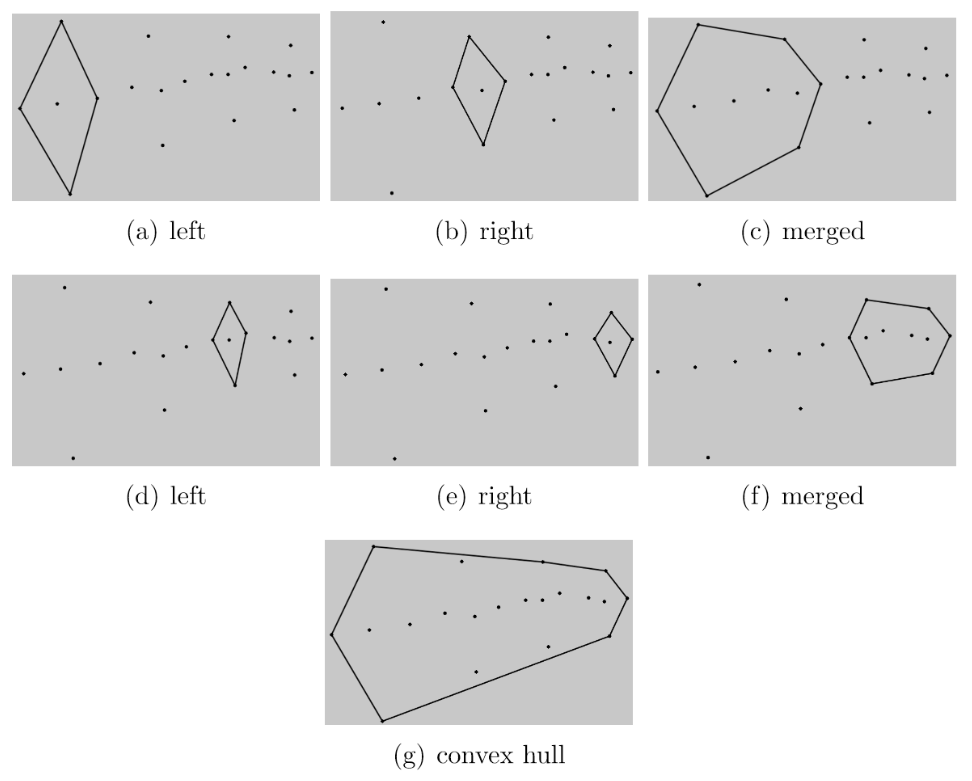 (a) left
(b) right
(c) merged
(d) left
(e) right
(f) merged
(g) convex hull